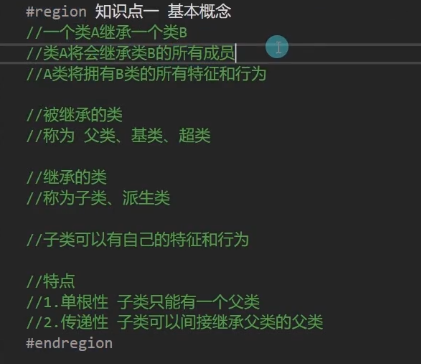 #region 知识点一 基本概念
//一个类A继承一个类B
//类A将会继承类B的所有成员
//A类将拥有B类的所有特征和行为
//被继承的类
//称为 父类、基类、超类
//继承的类
//称为子类、派生类
//子类可以有自己的特征和行为
//特点
//1.单根性 子类只能有一个父类
//2.传递性 子类可以间接继承父类的父类
#endregion